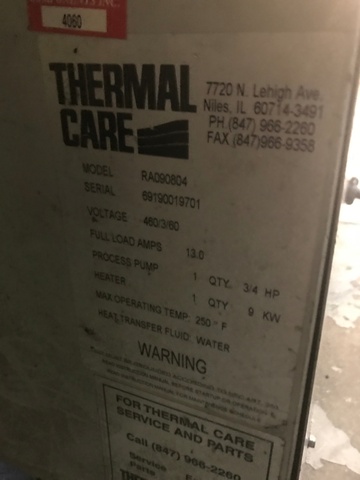 4060
THERMAL
CARE
7720 N. Lehigh Ave.
Niles, IL 60714-3491
PH (847) 966-2260
FAX (847)966-9358
MODEL RA090804
SERIAL 69190019701
VOLTAGE 460/3/60
FULL LOAD AMPS 13.0
PROCESS PUMP 1 QTY. 3/4 HP
HEATER 1 QTY 9 KW
MAX OPERATING TEMP 250 ° F
HEAT TRANSFER FLUID: WATER
WARNING
FOR THERMAL CARE
SERVICE AND PARTS
Call (847) 966-2260
Service
Parts